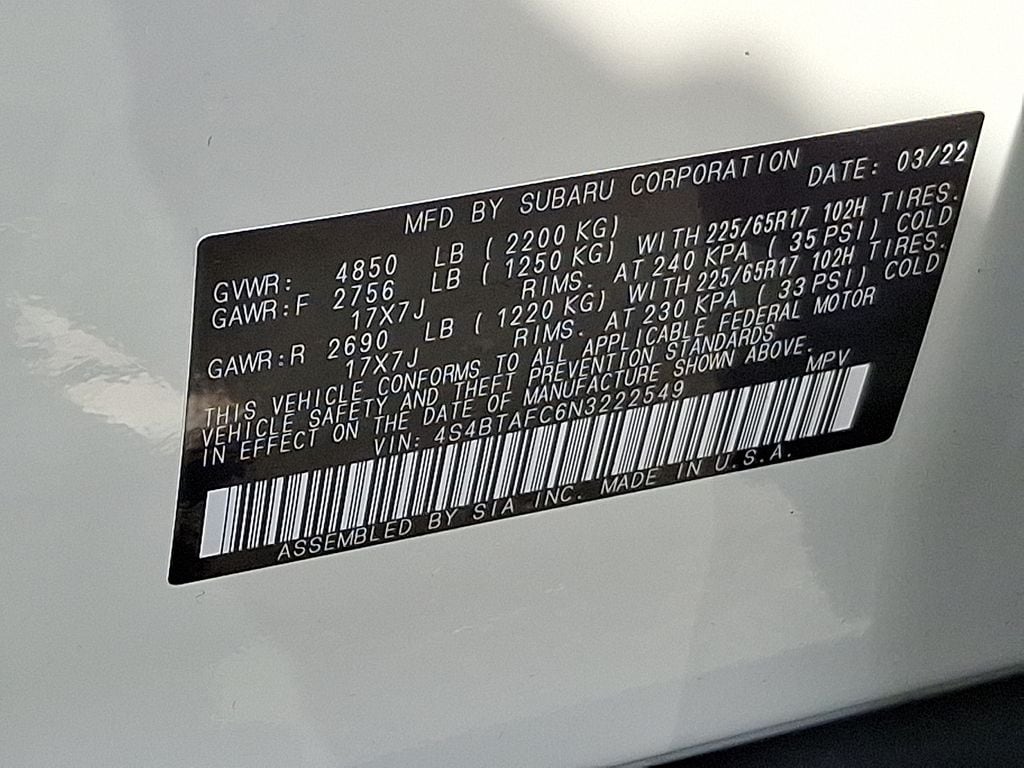 MFD BY SUBARU CORPORATION DATE: 03/22
GVWR: 4850 LB ( 2200 KG)
GAWR:F 2756 LB ( 1250 KG) WITH 225/65R17 102H TIRES.
17X7J RIMS. AT 240 KPA ( 35 PSI) COLD
GAWR:R 2690 LB ( 1220 KG) WITH 225/65R17 102H TIRES.
17X7J RIMS. AT 230 KPA ( 33 PSI) COLD
THIS VEHICLE CONFORMS TO ALL APPLICABLE FEDERAL MOTOR
VEHICLE SAFETY AND THEFT PREVENTION STANDARDS
IN EFFECT ON THE DATE OF MANUFACTURE SHOWN ABOVE.
VIN: 4S4BTAFC6N3222549 MPV
ASSEMBLED BY SIA INC. MADE IN U.S.A.